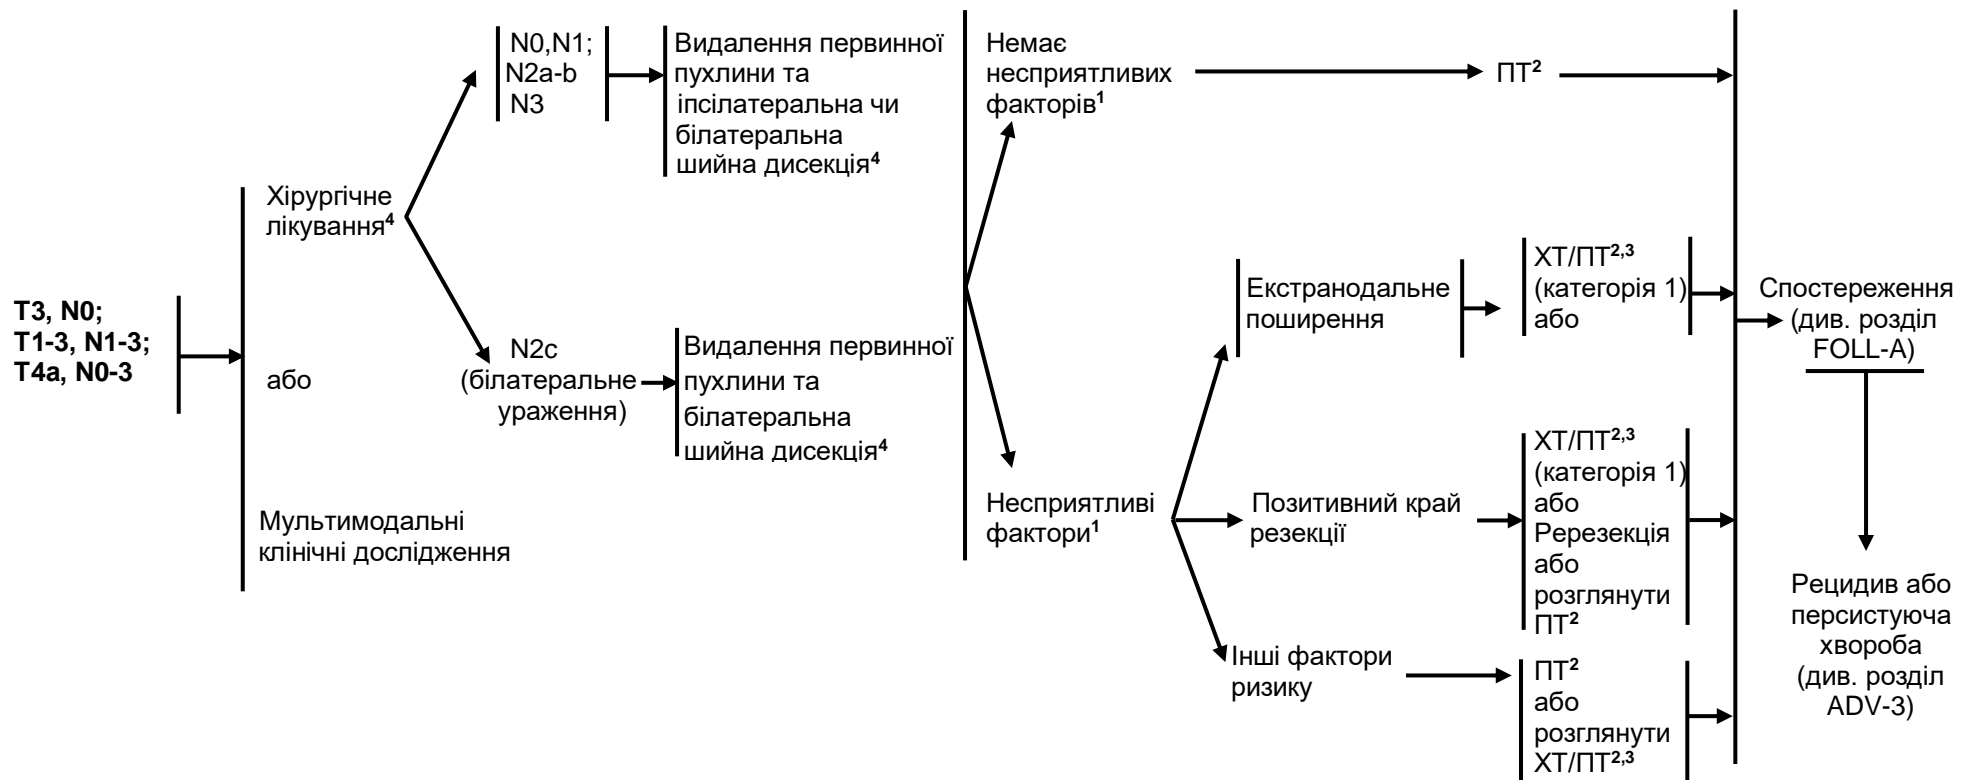 T3, N0;
T1-3, N1-3;
T4a, N0-3
Хірургічне
лікування⁴
або
Мультимодальні
клінічні дослідження
N0,N1;
N2a-b
N3
N2c
(білатеральне
ураження)
Видалення первинної
пухлини та
іпсілатеральна чи
білатеральна
шийна дисекція⁴
Видалення первинної
пухлини та
білатеральна
шийна дисекція⁴
Немає
несприятливих
факторів¹
Несприятливі
фактори¹
ПТ²
Екстранодальне
поширення
Позитивний край
резекції
Інші фактори
ризику
ХТ/ПТ²,³
(категорія 1)
або
ХТ/ПТ²,³
(категорія 1)
або
Ререзекція
або
розглянути
ПТ²
ПТ²
або
розглянути
ХТ/ПТ²,³
Спостереження
(див. розділ
FOLL-A)
Рецидив або
персистуюча
хвороба
(див. розділ
ADV-3)